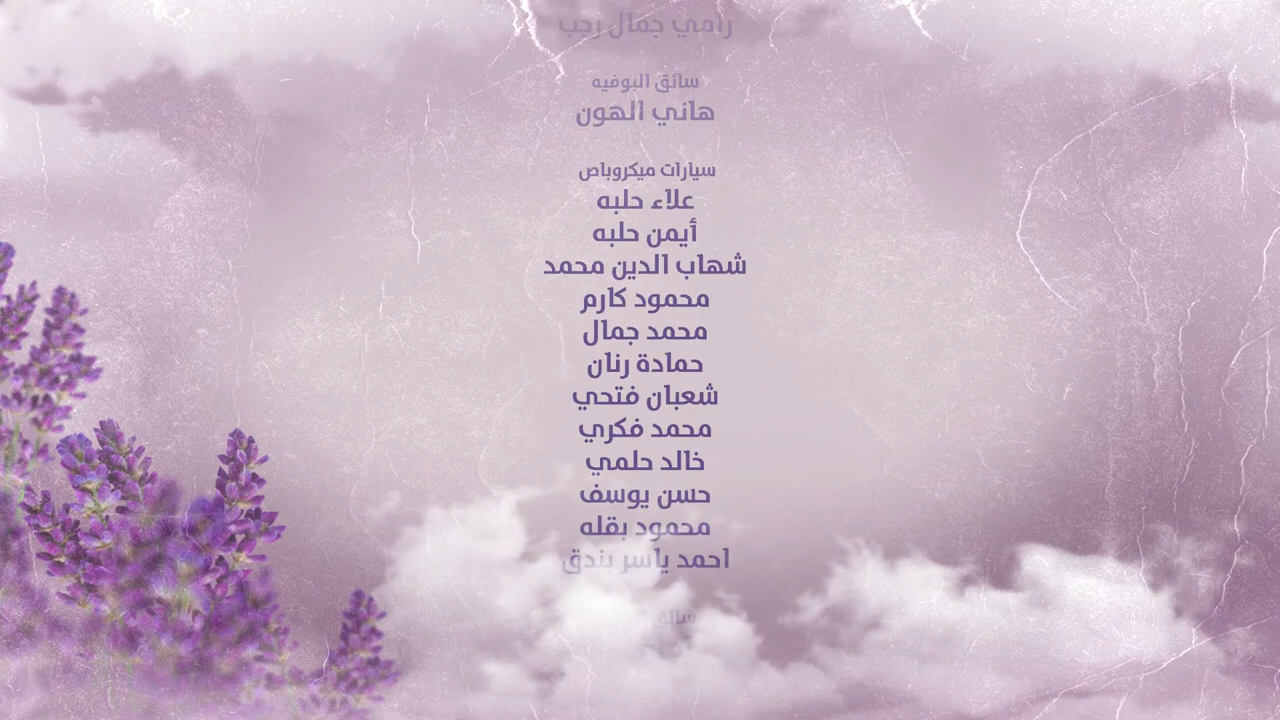 رامي جمال رجب
سائق البوفيه
هاني الهون
سيارات ميكروباص
علاء حلبه
أيمن حلبه
شهاب الدين محمد
محمود كارم
محمد جمال
حمادة رنان
شعبان فتحي
محمد فكري
خالد حلمي
حسن يوسف
محمود بقله
احمد ياسر بندق
سائق